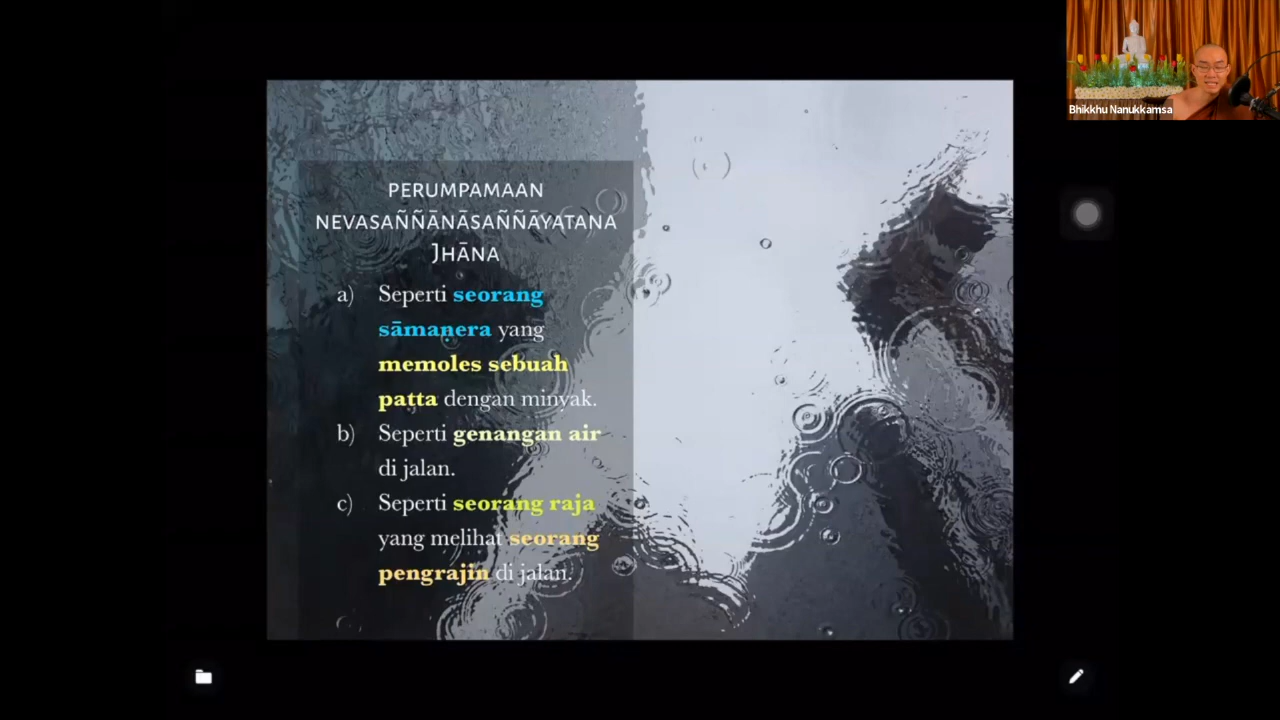 Bhikkhu Nanukkamsa
PERUMPAMAAN
NEVASAÑÑĀNĀSAÑÑĀYATANA
JHĀNA
a) Seperti seorang
sāmaṇera yang
memoles sebuah
patta dengan minyak.
b) Seperti genangan air
di jalan.
c) Seperti seorang raja
yang melihat seorang
pengrajin di jalan.